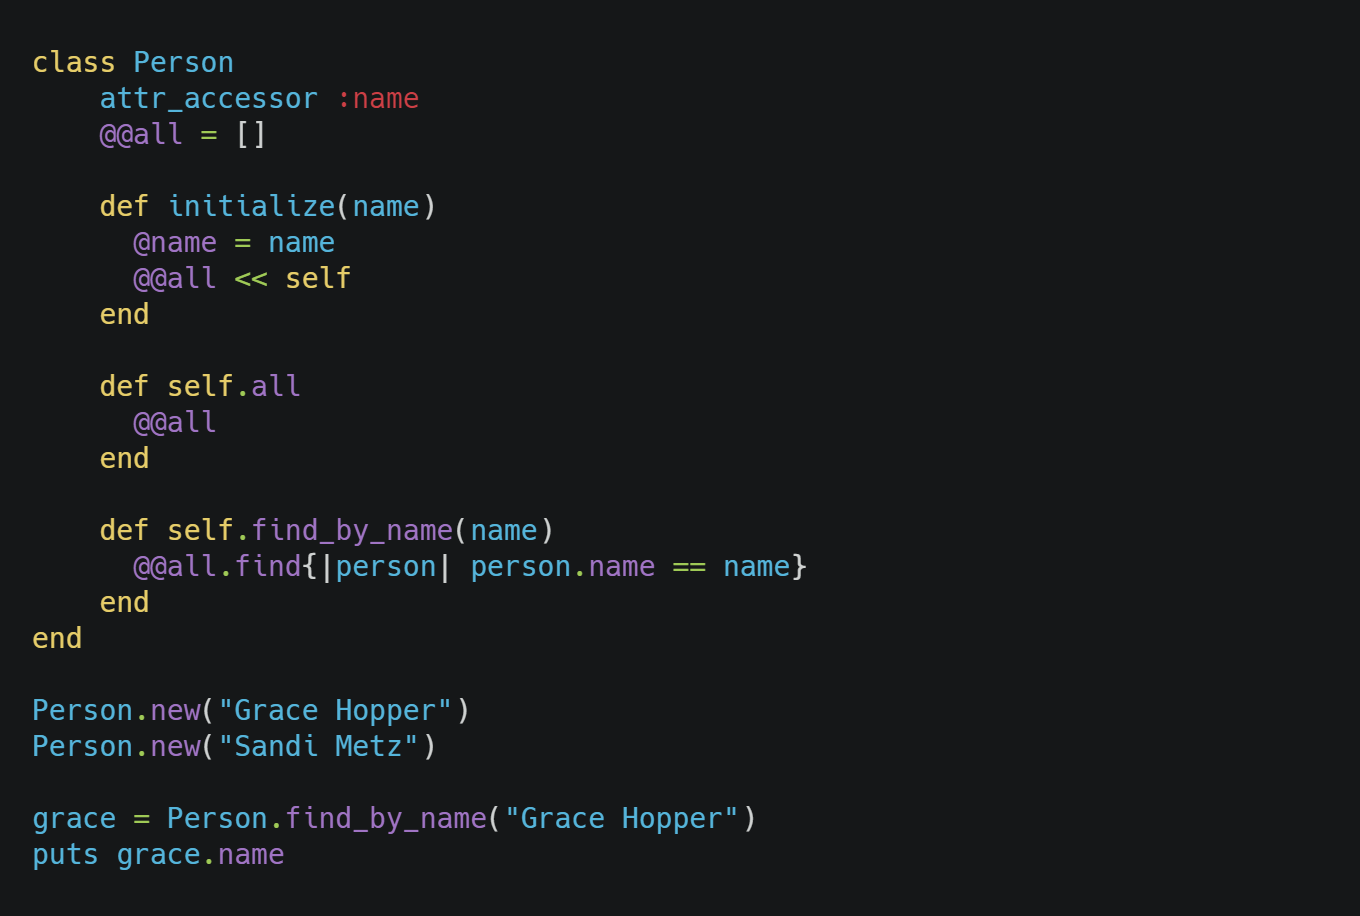 class Person
    attr_accessor :name
    @@all = []

    def initialize(name)
      @name = name
      @@all << self
    end

    def self.all
      @@all
    end

    def self.find_by_name(name)
      @@all.find{|person| person.name == name}
    end
end

Person.new("Grace Hopper")
Person.new("Sandi Metz")

grace = Person.find_by_name("Grace Hopper")
puts grace.name